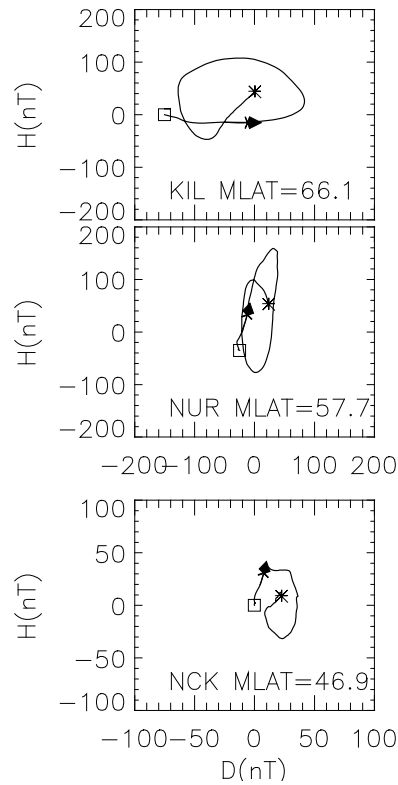 200
100
H(nT)
0
−100
KIL MLAT=66.1
−200
200
100
H(nT)
0
−100
NUR MLAT=57.7
−200
−200 −100 0 100 200
100
50
H(nT)
0
−50
NCK MLAT=46.9
−100
−100 −50 0 50 100
D(nT)